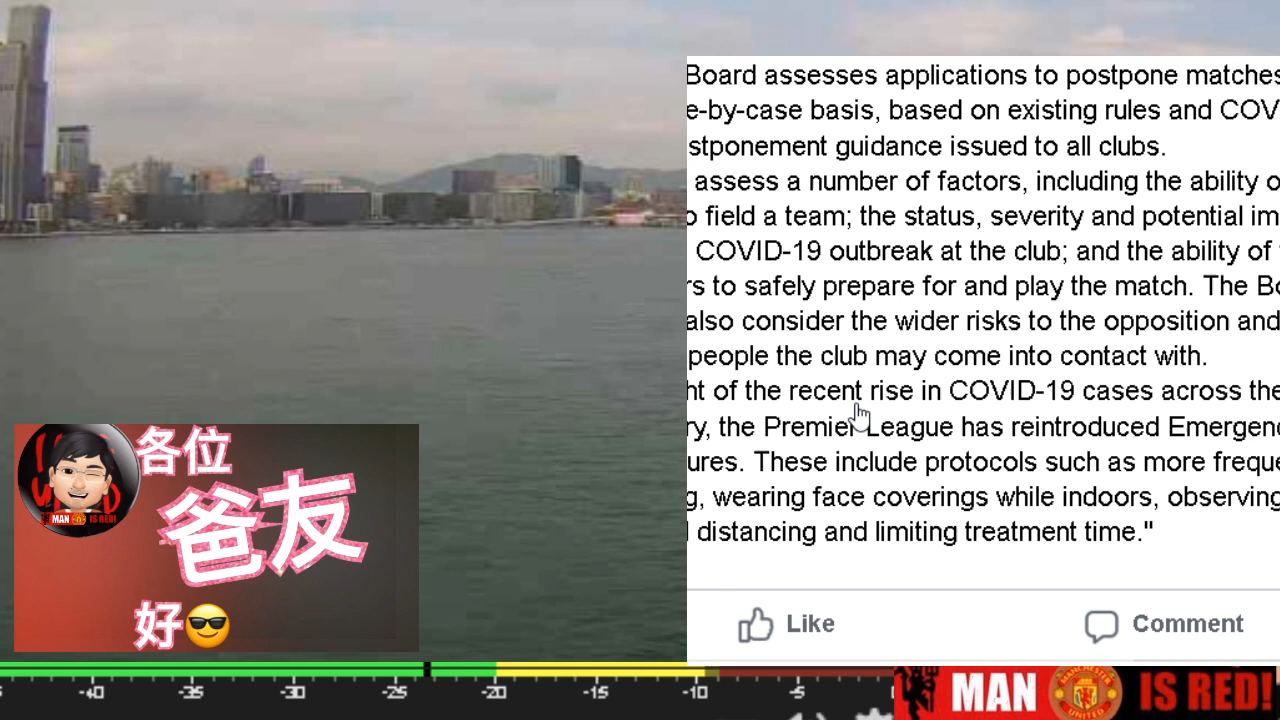 Board assesses applications to postpone matches
e-by-case basis, based on existing rules and COV
stponement guidance issued to all clubs.
assess a number of factors, including the ability o
o field a team; the status, severity and potential im
COVID-19 outbreak at the club; and the ability of
rs to safely prepare for and play the match. The Bo
also consider the wider risks to the opposition and
people the club may come into contact with.
ht of the recent rise in COVID-19 cases across the
ry, the Premier League has reintroduced Emergenc
ures. These include protocols such as more freque
g, wearing face coverings while indoors, observing
distancing and limiting treatment time."
Like
Comment
各位
爸友
好😎
MAN IS RED!
-40 -35 -30 -25 -20 -15 -10 -5
MAN IS RED!
MANCHESTER
UNITED